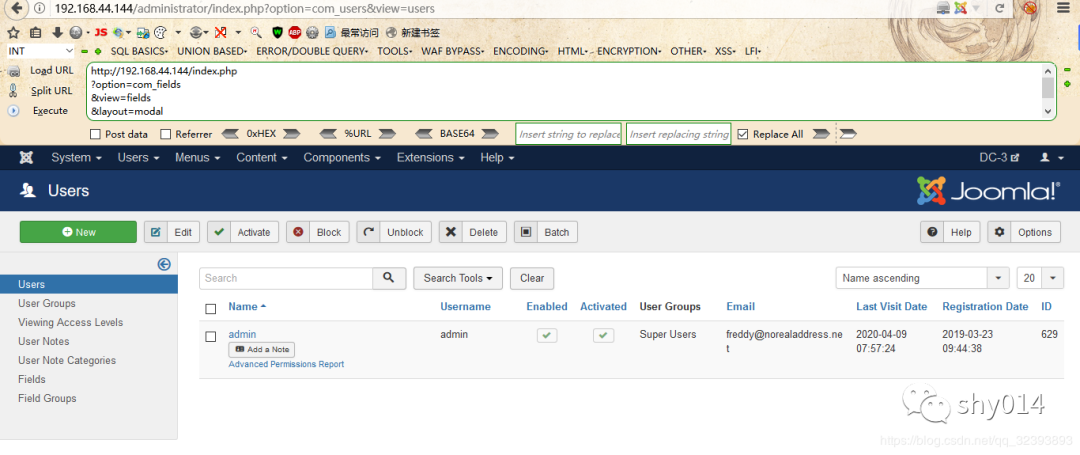 192.168.44.144/administrator/index.php?option=com_users&view=users
JS ABP 最常访问 新建书签
INT SQL BASICS UNION BASED ERROR/DOUBLE QUERY TOOLS WAF BYPASS ENCODING HTML ENCRYPTION OTHER XSS LFI
Load URL
Split URL
Execute
http://192.168.44.144/index.php
?option=com_fields
&view=fields
&layout=modal
Post data Referrer 0xHEX %URL BASE64 Insert string to replace Insert replacing string Replace All
System Users Menus Content Components Extensions Help DC-3
Users Joomla!®
New Edit Activate Block Unblock Delete Batch Help Options
Users
User Groups
Viewing Access Levels
User Notes
User Note Categories
Fields
Field Groups
Search Search Tools Clear Name ascending 20
Name Username Enabled Activated User Groups Email Last Visit Date Registration Date ID
admin admin Super Users freddy@norealaddress.ne 2020-04-09 2019-03-23 629
t 07:57:24 09:44:38
Add a Note
Advanced Permissions Report
shy014
https://blog.csdn.net/qq_32393893